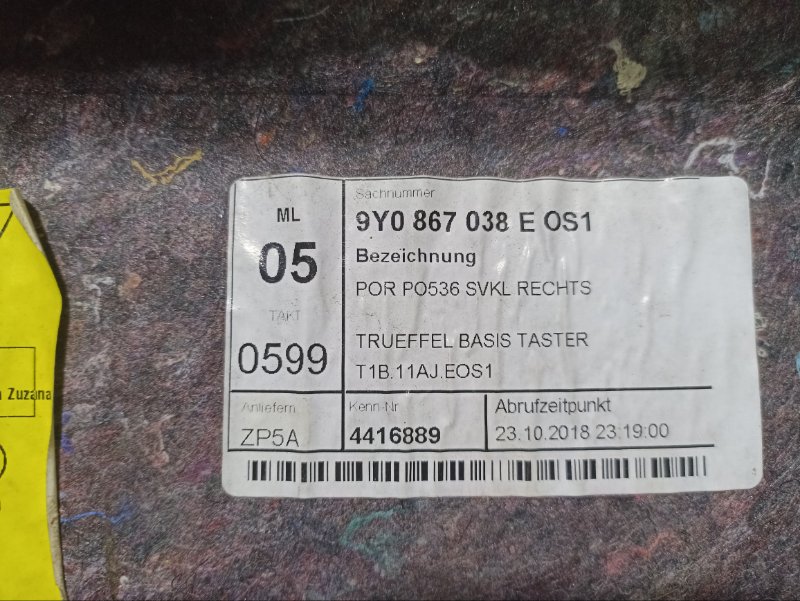 ML
05
TAKT
0599
Sachnummer
9Y0 867 038 E OS1
Bezeichnung
POR PO536 SVKL RECHTS
TRUEFFEL BASIS TASTER
T1B.11AJ.EOS1
Anliefern
ZP5A
Kenn-Nr
4416889
Abrufzeitpunkt
23.10.2018 23:19:00
Zuzana